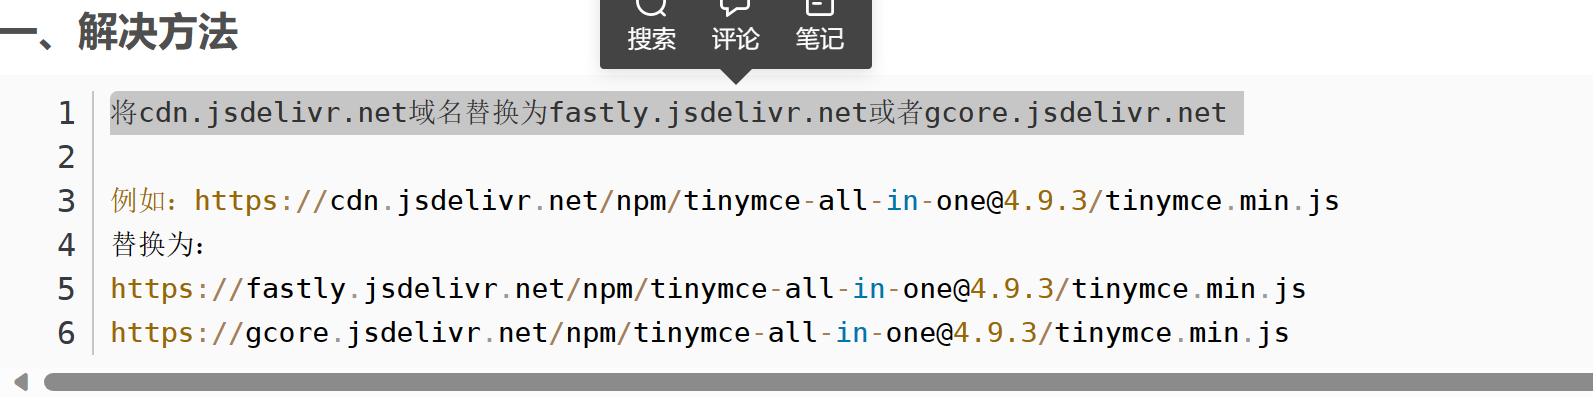 一、解决方法
搜索 评论 笔记
1 将cdn.jsdelivr.net域名替换为fastly.jsdelivr.net或者gcore.jsdelivr.net
2
3 例如：https://cdn.jsdelivr.net/npm/tinymce-all-in-one@4.9.3/tinymce.min.js
4 替换为：
5 https://fastly.jsdelivr.net/npm/tinymce-all-in-one@4.9.3/tinymce.min.js
6 https://gcore.jsdelivr.net/npm/tinymce-all-in-one@4.9.3/tinymce.min.js